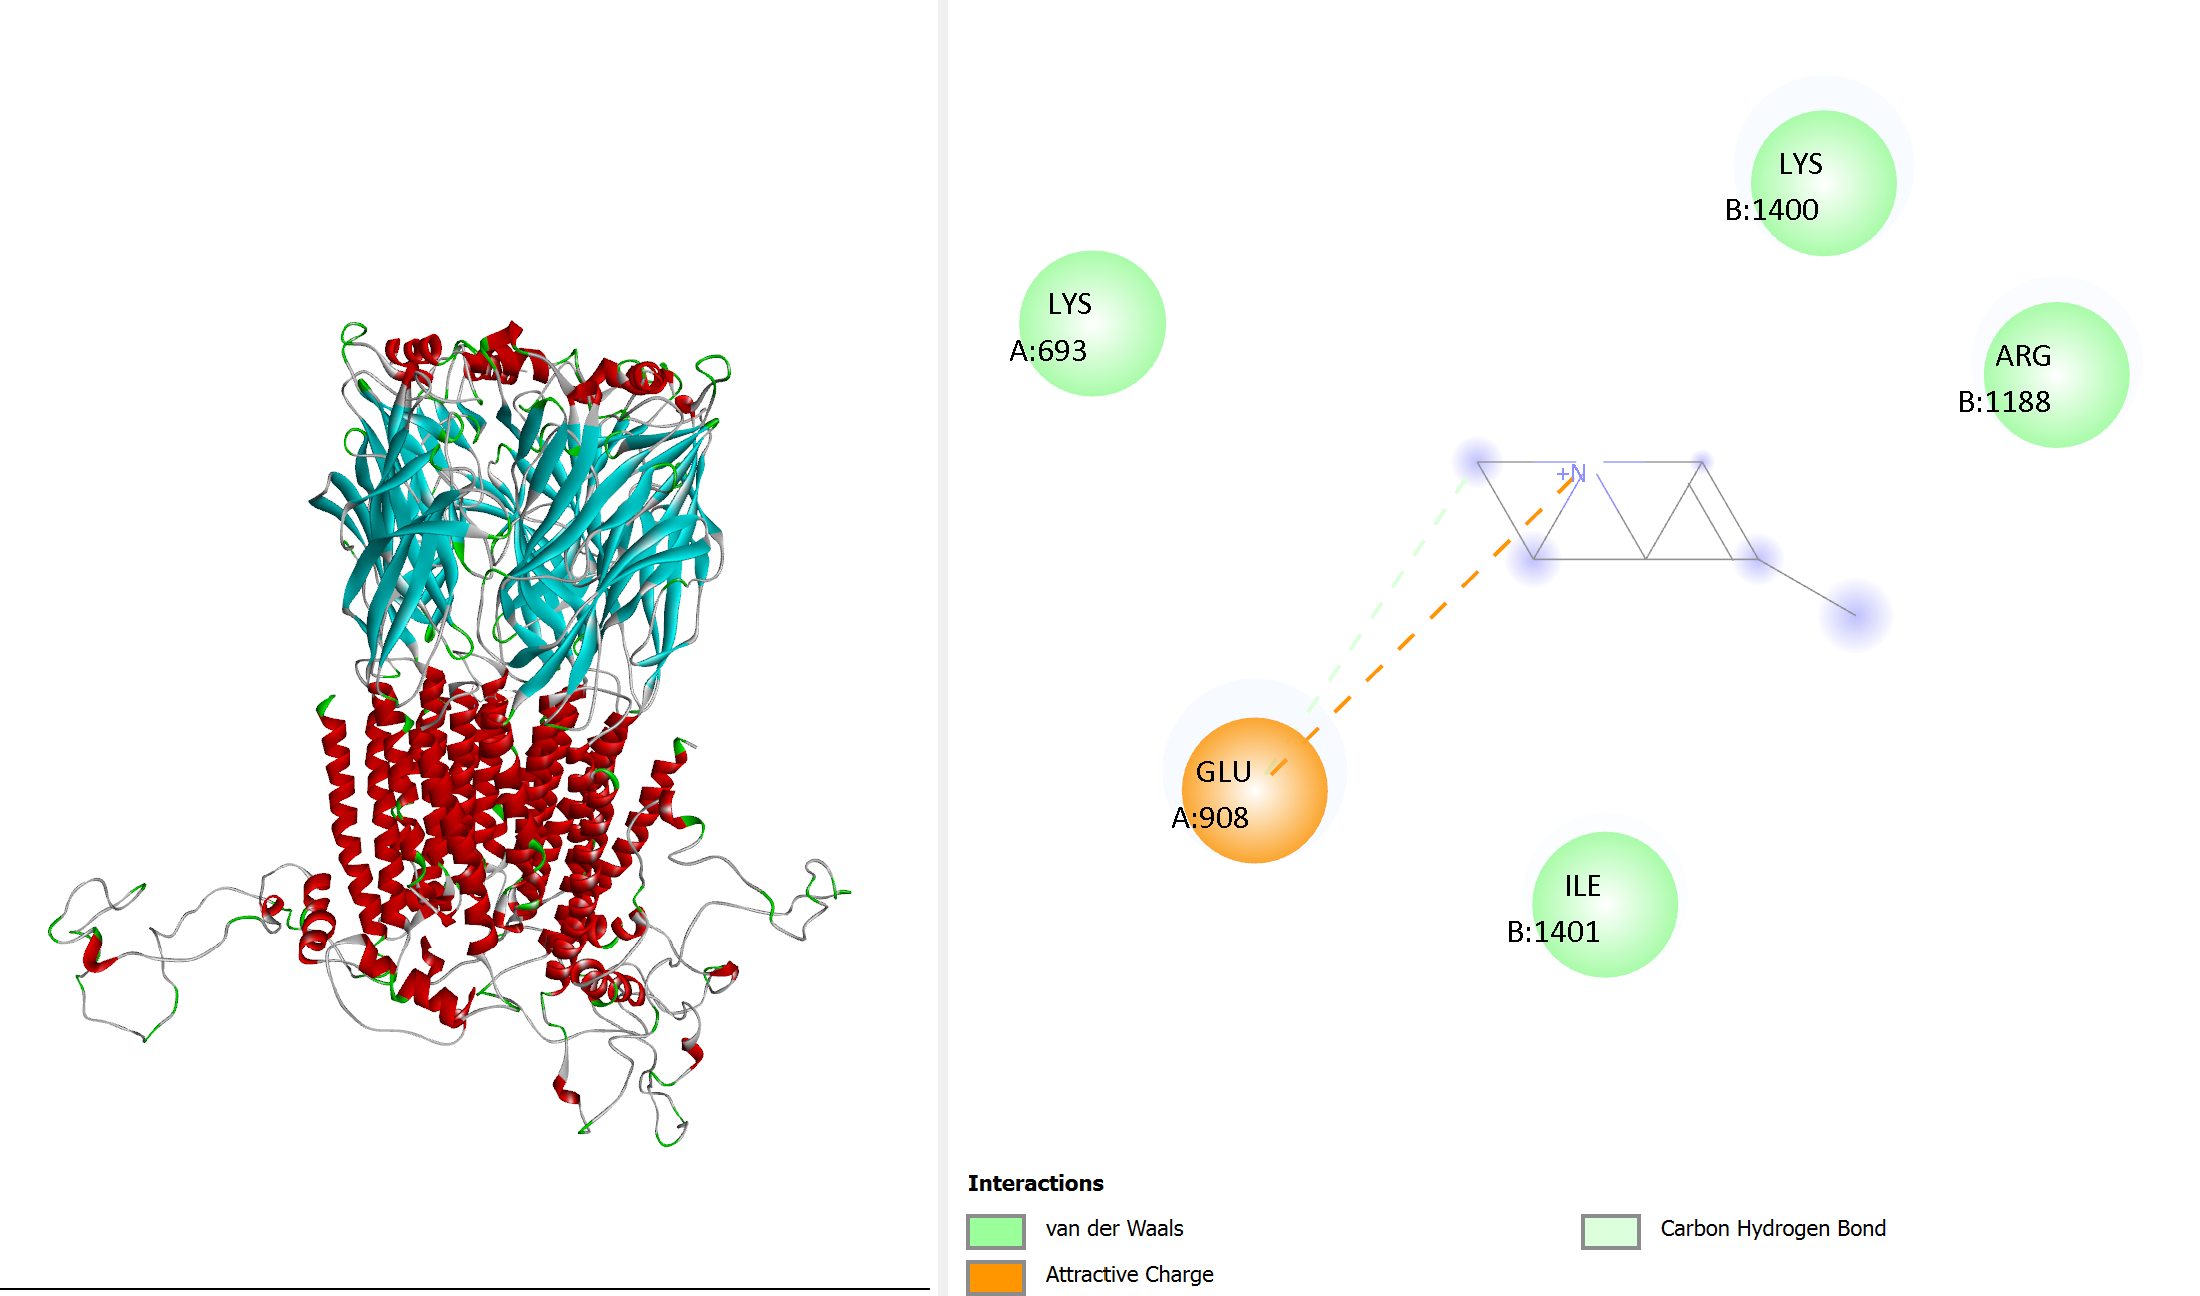 LYS
B:1400
LYS
A:693
ARG
B:1188
+N
GLU
A:908
ILE
B:1401
Interactions
van der Waals
Carbon Hydrogen Bond
Attractive Charge